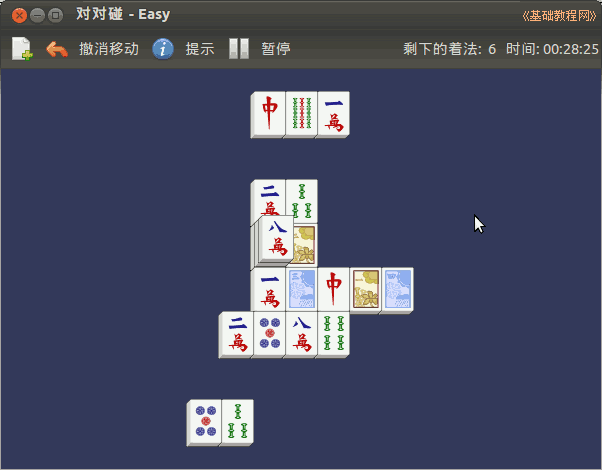 对对碰 - Easy
《基础教程网》
撤消移动 提示 暂停 剩下的着法: 6 时间: 00:28:25
中 一萬
二萬
八萬
一萬 中
二萬 八萬